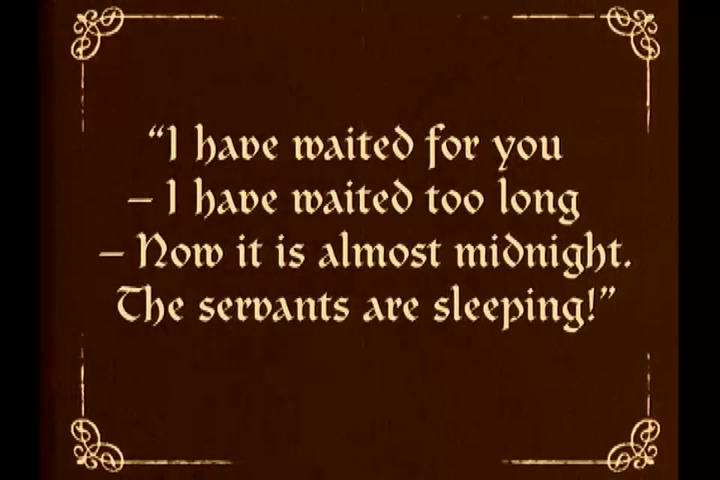 “I have waited for you
– I have waited too long
– Now it is almost midnight.
The servants are sleeping!”